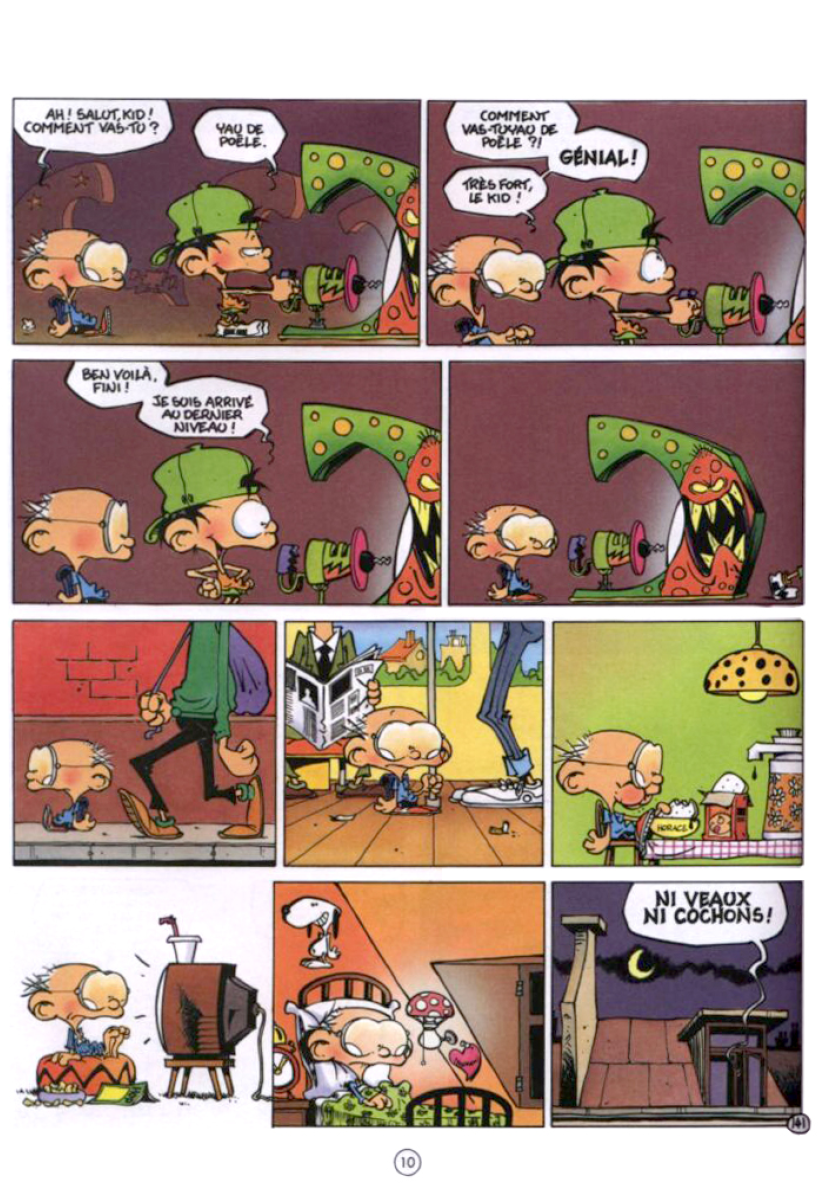 AH! SALUT, KID!
COMMENT VAS-TU?
YAU DE
POÊLE.
COMMENT
VAS-TUYAU DE
POÊLE ?!
GÉNIAL!
TRÈS FORT,
LE KID!
BEN VOILÀ,
FINI!
JE SUIS ARRIVÉ
AU DERNIER
NIVEAU!
HORACE
NI VEAUX
NI COCHONS!
10